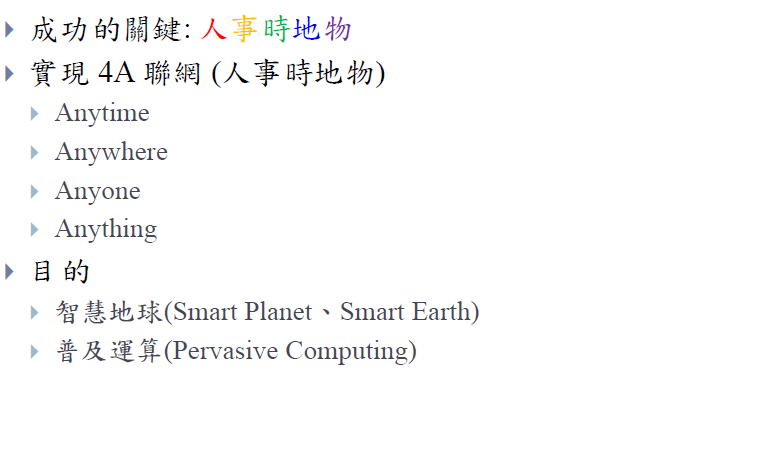 成功的關鍵: 人事時地物
實現 4A 聯網 (人事時地物)
Anytime
Anywhere
Anyone
Anything
目的
智慧地球(Smart Planet、Smart Earth)
普及運算(Pervasive Computing)